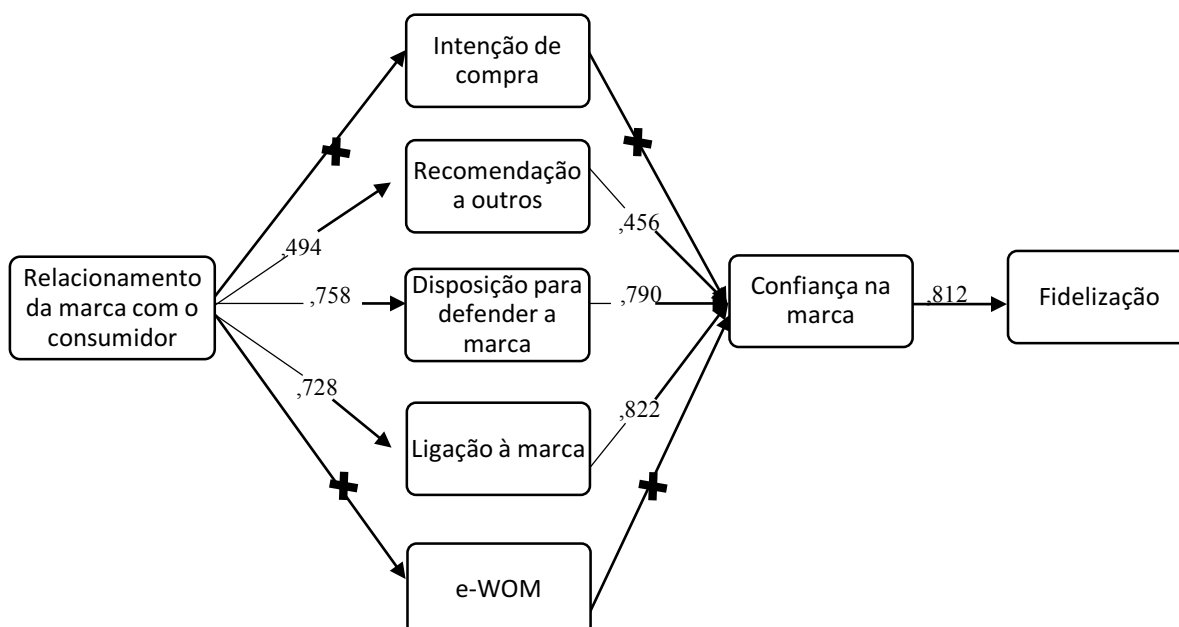 Intenção de
compra
Recomendação
a outros
,494
,456
Relacionamento
da marca com o
consumidor
,758
Disposição para
defender a
marca
,790
Confiança na
marca
,812
Fidelização
,728
Ligação à marca
,822
e-WOM